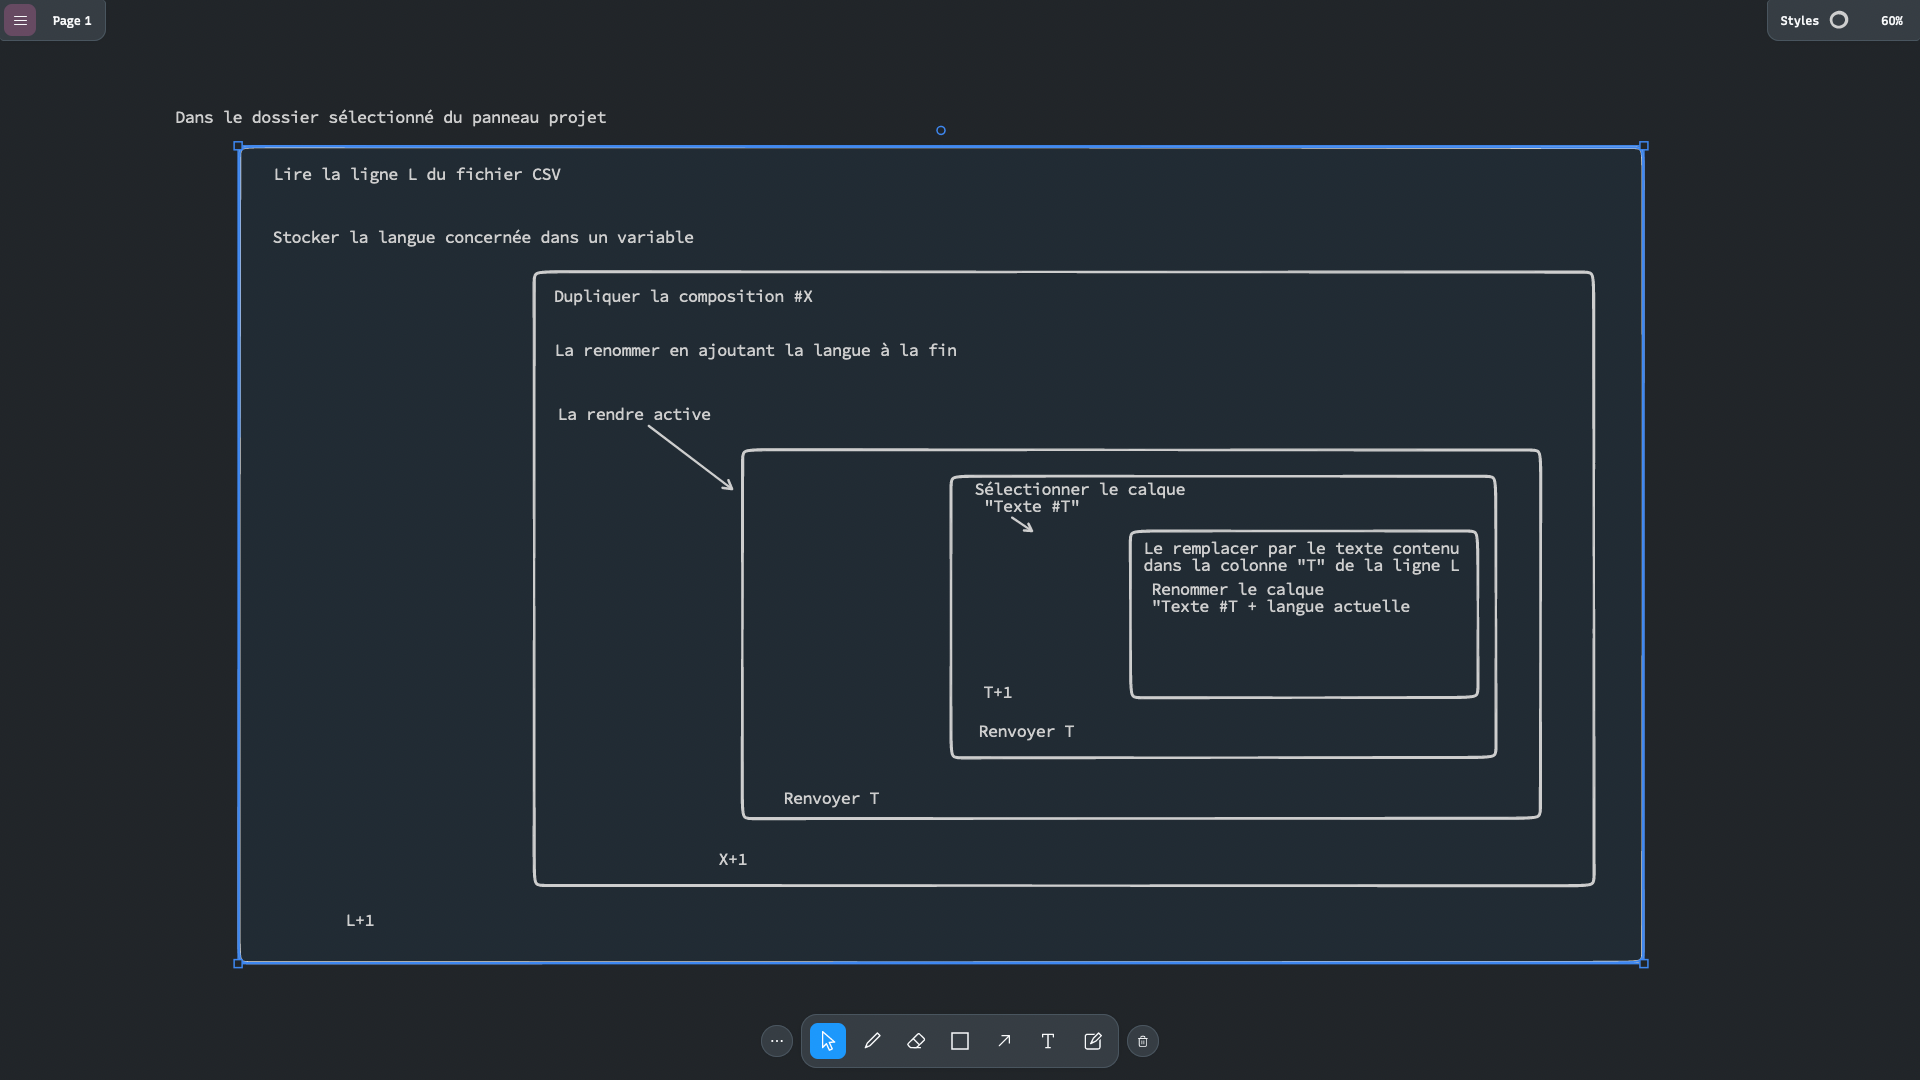 Page 1
Styles
60%
Dans le dossier sélectionné du panneau projet
Lire la ligne L du fichier CSV
Stocker la langue concernée dans un variable
Dupliquer la composition #X
La renommer en ajoutant la langue à la fin
La rendre active
Sélectionner le calque
"Texte #T"
Le remplacer par le texte contenu
dans la colonne "T" de la ligne L
Renommer le calque
"Texte #T + langue actuelle
T+1
Renvoyer T
Renvoyer T
X+1
L+1
T